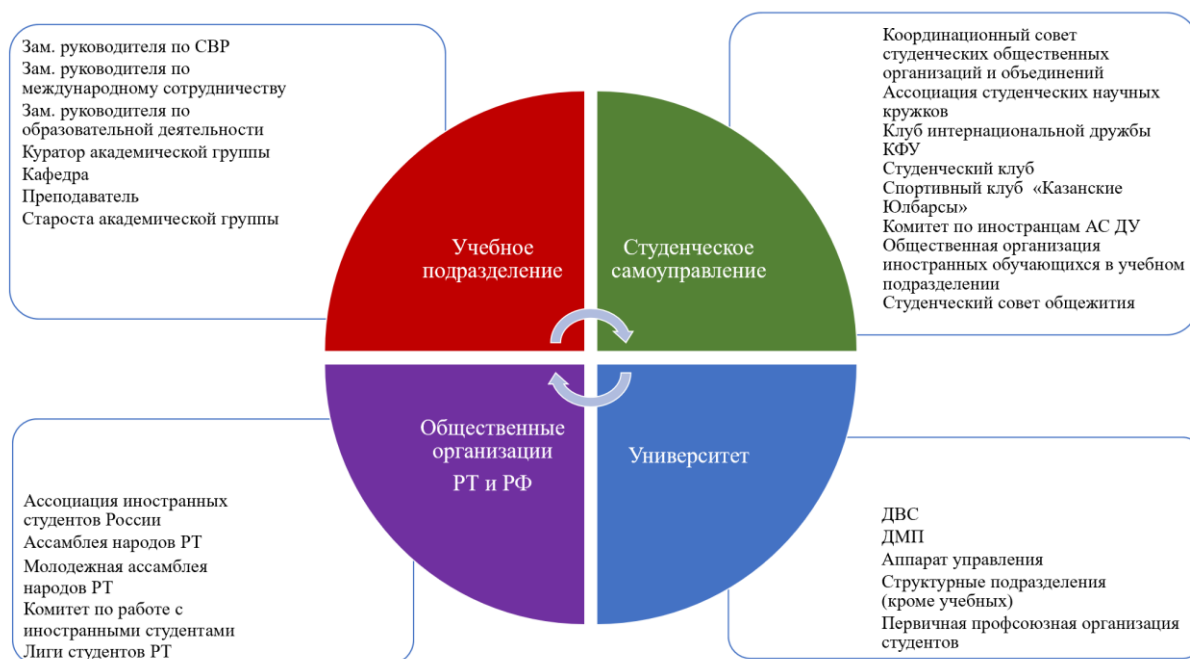 Зам. руководителя по СВР
Зам. руководителя по
международному сотрудничеству
Зам. руководителя по
образовательной деятельности
Куратор академической группы
Кафедра
Преподаватель
Староста академической группы
Координационный совет
студенческих общественных
организаций и объединений
Ассоциация студенческих научных
кружков
Клуб интернациональной дружбы
КФУ
Студенческий клуб
Спортивный клуб «Казанские
Юлбарсы»
Комитет по иностранцам АС ДУ
Общественная организация
иностранных обучающихся в учебном
подразделении
Студенческий совет общежития
Учебное
подразделение
Студенческое
самоуправление
Общественные
организации
РТ и РФ
Университет
Ассоциация иностранных
студентов России
Ассамблея народов РТ
Молодежная ассамблея
народов РТ
Комитет по работе с
иностранными студентами
Лиги студентов РТ
ДВС
ДМП
Аппарат управления
Структурные подразделения
(кроме учебных)
Первичная профсоюзная организация
студентов